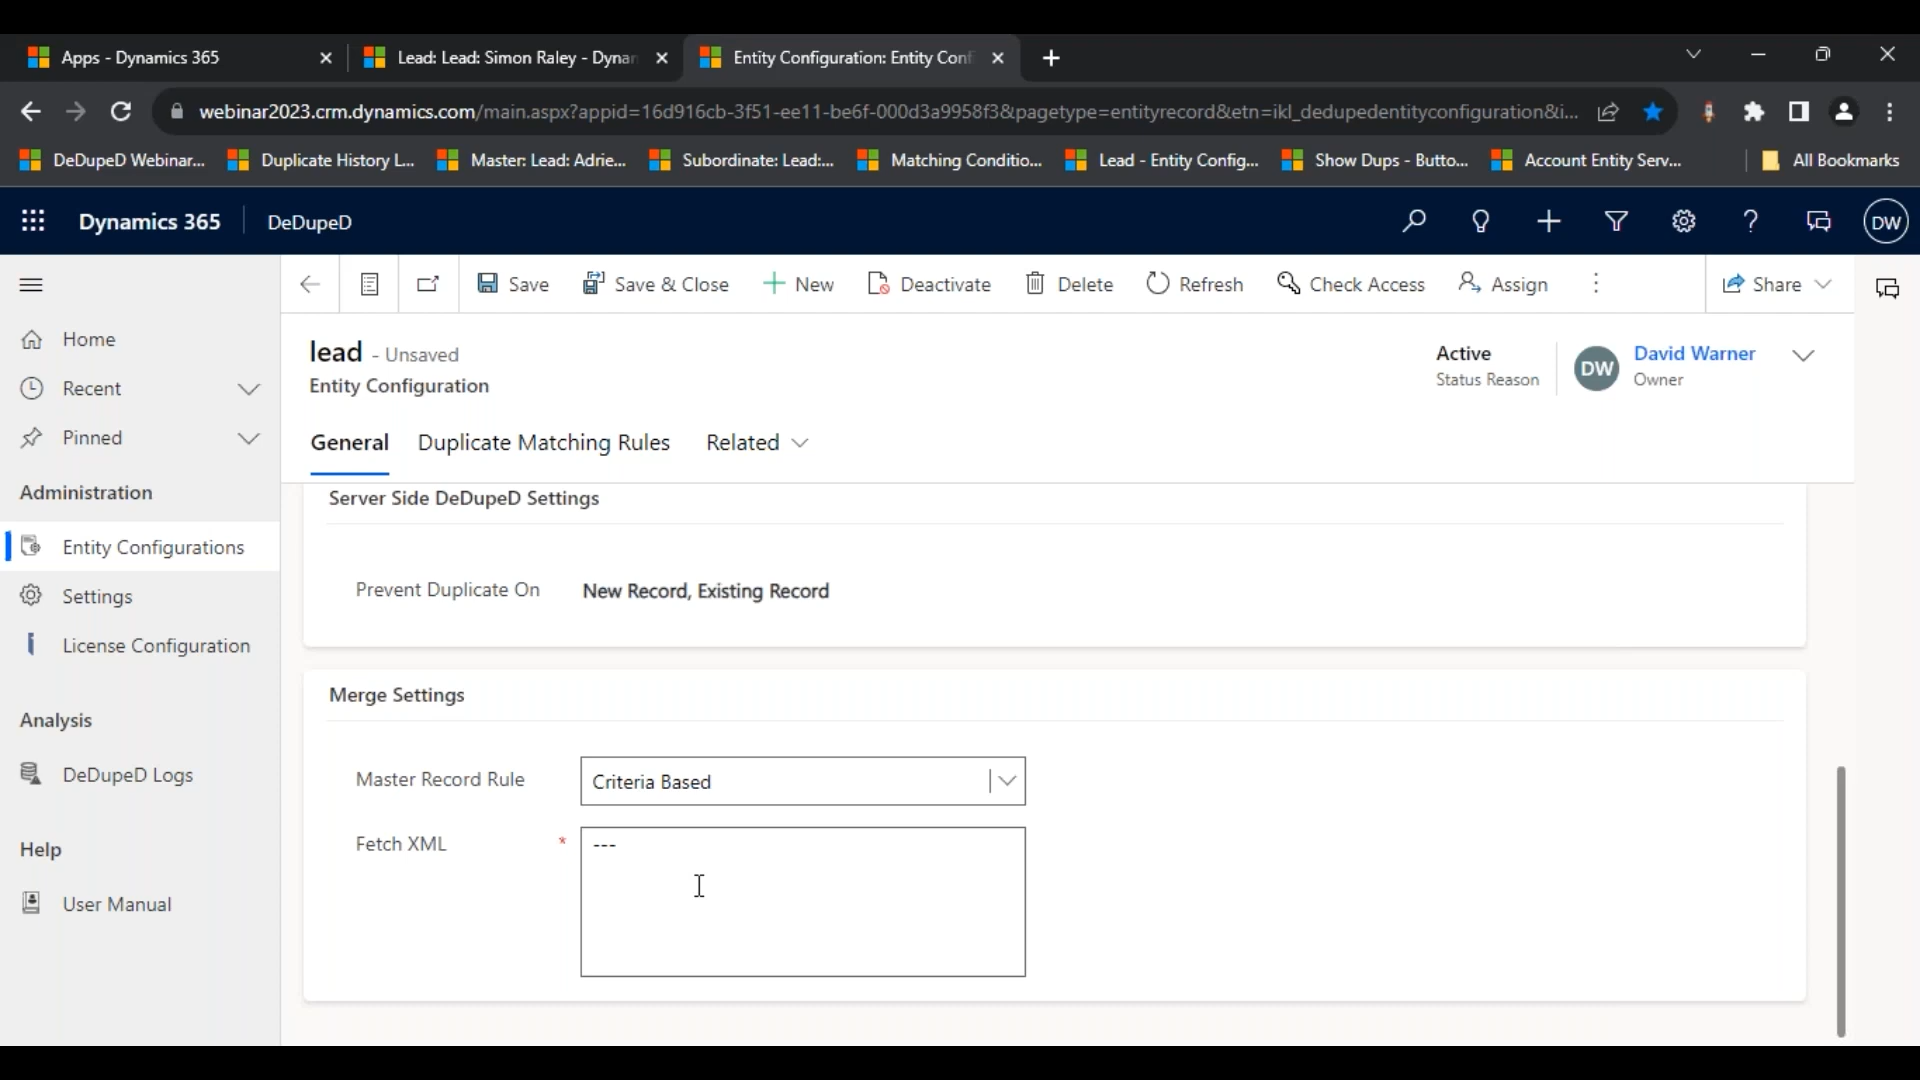 Apps - Dynamics 365
Lead: Lead: Simon Raley - Dynar
Entity Configuration: Entity Conf
webinar2023.crm.dynamics.com/main.aspx?appid=16d916cb-3f51-ee11-be6f-000d3a9958f3&pagetype=entityrecord&etn=ikl_dedupedentityconfiguration&i...
DeDupeD Webinar...
Duplicate History L...
Master: Lead: Adrie...
Subordinate: Lead:...
Matching Conditio...
Lead - Entity Config...
Show Dups - Butto...
Account Entity Serv...
All Bookmarks
Dynamics 365
DeDupeD
DW
Save
Save & Close
New
Deactivate
Delete
Refresh
Check Access
Assign
Share
Home
Recent
Pinned
Administration
Entity Configurations
Settings
License Configuration
Analysis
DeDupeD Logs
Help
User Manual
lead - Unsaved
Entity Configuration
Active
Status Reason
DW
David Warner
Owner
General
Duplicate Matching Rules
Related
Server Side DeDupeD Settings
Prevent Duplicate On
New Record, Existing Record
Merge Settings
Master Record Rule
Criteria Based
Fetch XML *
---